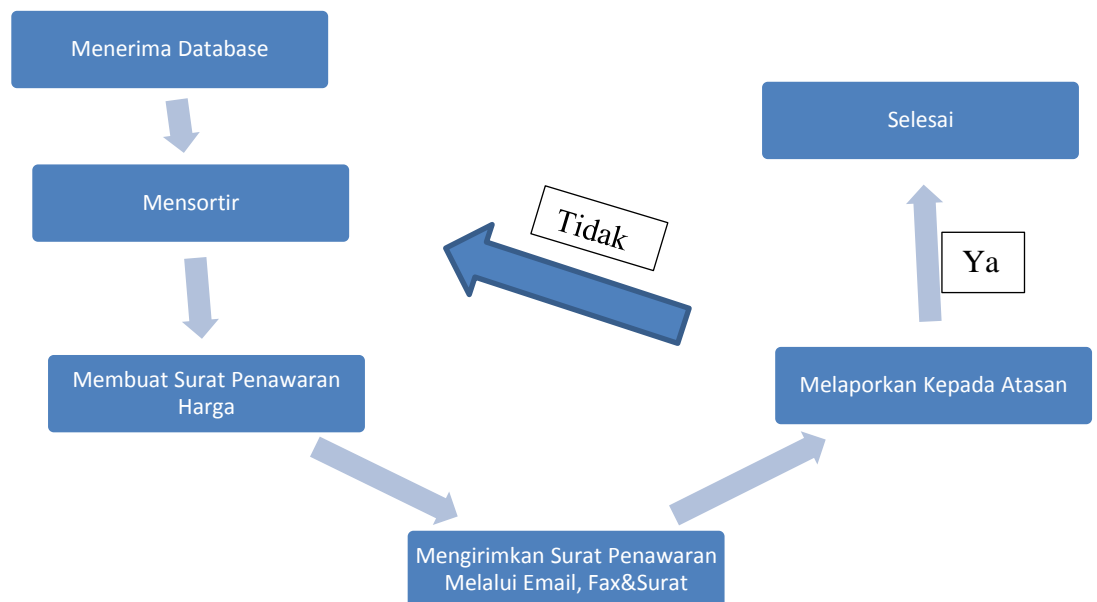 Menerima Database
Mensortir
Membuat Surat Penawaran
Harga
Mengirimkan Surat Penawaran
Melalui Email, Fax&Surat
Melaporkan Kepada Atasan
Tidak
Ya
Selesai